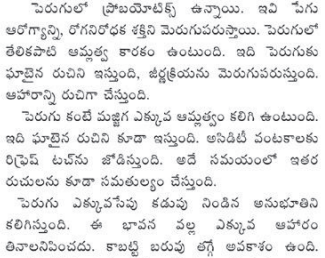 పెరుగులో ప్రోబయోటిక్స్ ఉన్నాయి. ఇవి పేగు
ఆరోగ్యాన్ని, రోగనిరోధక శక్తిని మెరుగుపరుస్తాయి. పెరుగులో
తేలికపాటి ఆమ్లత్వ కారకం ఉంటుంది. ఇది పెరుగుకు
ఘాటైన రుచిని ఇస్తుంది, జీర్ణక్రియను మెరుగుపరుస్తుంది.
ఆహారాన్ని రుచిగా చేస్తుంది.
పెరుగు కంటే మజ్జిగ ఎక్కువ ఆమ్లత్వం కలిగి ఉంటుంది.
ఇది ఘాటైన రుచిని కూడా ఇస్తుంది. అసిడిటీ వంటకాలకు
రిఫ్రెష్ టచ్‌ను జోడిస్తుంది. అదే సమయంలో ఇతర
రుచులను కూడా సమతుల్యం చేస్తుంది.
పెరుగు ఎక్కువసేపు కడుపు నిండిన అనుభూతిని
కలిగిస్తుంది. ఈ భావన వల్ల ఎక్కువ ఆహారం
తినాలనిపించదు. కాబట్టి బరువు తగ్గే అవకాశం ఉంది.